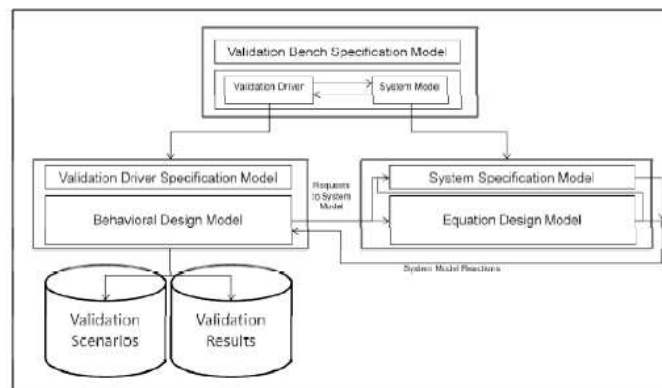 Validation Bench Specification Model
Validation Driver
System Model
Validation Driver Specification Model
Behavioral Design Model
Requests
to System
Model
System Specification Model
Equation Design Model
System Model Reactions
Validation
Scenarios
Validation
Results